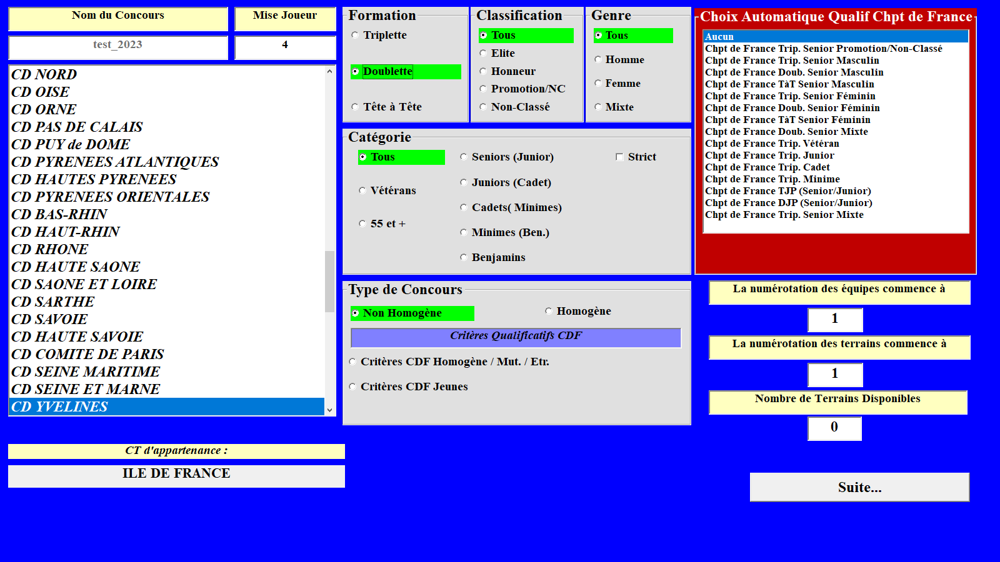 Nom du Concours
Mise Joueur
test_2023
4
CD NORD
CD OISE
CD ORNE
CD PAS DE CALAIS
CD PUY de DOME
CD PYRENEES ATLANTIQUES
CD HAUTES PYRENEES
CD PYRENEES ORIENTALES
CD BAS-RHIN
CD HAUT-RHIN
CD RHONE
CD HAUTE SAONE
CD SAONE ET LOIRE
CD SARTHE
CD SAVOIE
CD HAUTE SAVOIE
CD COMITE DE PARIS
CD SEINE MARITIME
CD SEINE ET MARNE
CD YVELINES
CT d'appartenance :
ILE DE FRANCE
Formation
Triplette
Doublette
Tête à Tête
Classification
Tous
Elite
Honneur
Promotion/NC
Non-Classé
Genre
Tous
Homme
Femme
Mixte
Catégorie
Tous
Vétérans
55 et +
Seniors (Junior)
Juniors (Cadet)
Cadets( Minimes)
Minimes (Ben.)
Benjamins
Strict
Type de Concours
Non Homogène
Homogène
Critères Qualificatifs CDF
Critères CDF Homogène / Mut. / Etr.
Critères CDF Jeunes
Choix Automatique Qualif Chpt de France
Aucun
Chpt de France Trip. Senior Promotion/Non-Classé
Chpt de France Trip. Senior Masculin
Chpt de France Doub. Senior Masculin
Chpt de France TàT Senior Masculin
Chpt de France Trip. Senior Féminin
Chpt de France Doub. Senior Féminin
Chpt de France TàT Senior Féminin
Chpt de France Doub. Senior Mixte
Chpt de France Trip. Vétéran
Chpt de France Trip. Junior
Chpt de France Trip. Cadet
Chpt de France Trip. Minime
Chpt de France TJP (Senior/Junior)
Chpt de France DJP (Senior/Junior)
Chpt de France Trip. Senior Mixte
La numérotation des équipes commence à
1
La numérotation des terrains commence à
1
Nombre de Terrains Disponibles
0
Suite...